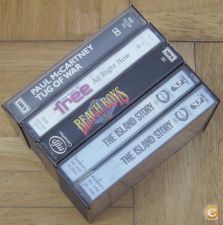 PAUL McCARTNEY
TUG OF WAR
B
free
All Right Now
BEACH BOYS
THE ISLAND STORY
THE ISLAND STORY